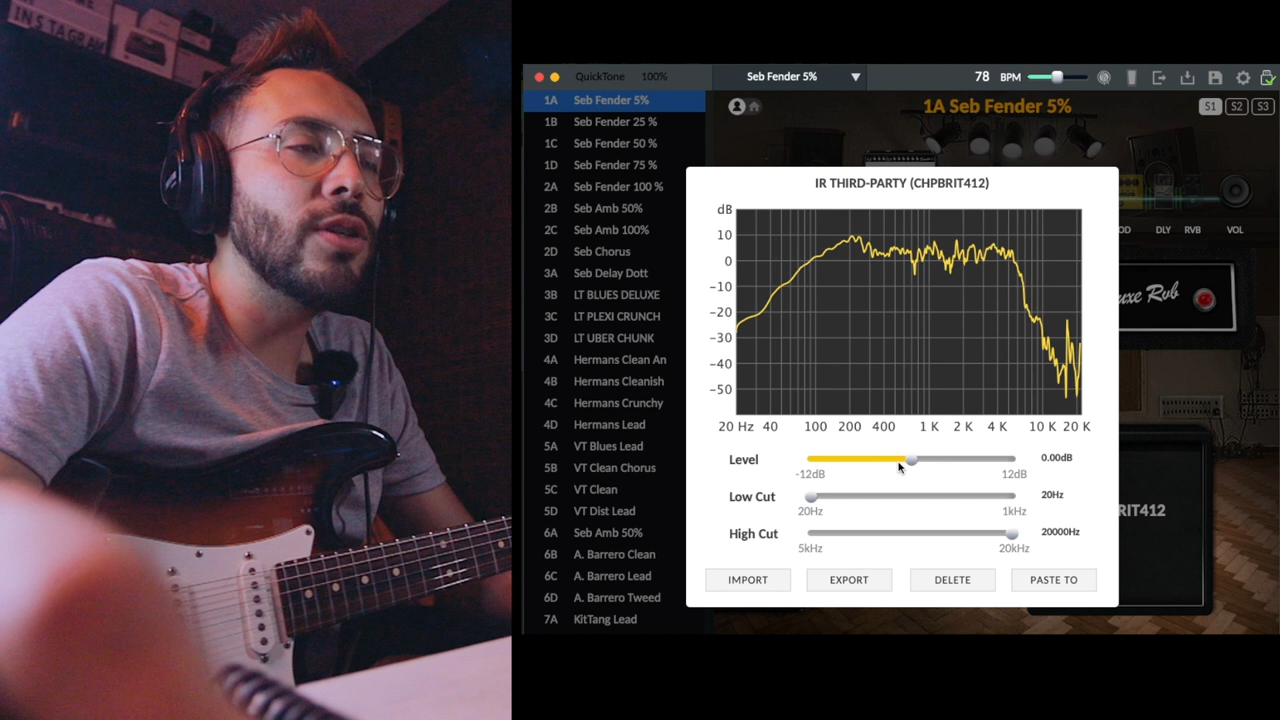 INSTAGRAM
QuickTone 100% Seb Fender 5% 78 BPM
1A Seb Fender 5%
1B Seb Fender 25 %
1C Seb Fender 50 %
1D Seb Fender 75 %
2A Seb Fender 100 %
2B Seb Amb 50%
2C Seb Amb 100%
2D Seb Chorus
3A Seb Delay Dott
3B LT BLUES DELUXE
3C LT PLEXI CRUNCH
3D LT UBER CHUNK
4A Hermans Clean An
4B Hermans Cleanish
4C Hermans Crunchy
4D Hermans Lead
5A VT Blues Lead
5B VT Clean Chorus
5C VT Clean
5D VT Dist Lead
6A Seb Amb 50%
6B A. Barrero Clean
6C A. Barrero Lead
6D A. Barrero Tweed
7A KitTang Lead
1A Seb Fender 5%
S1 S2 S3
OD DLY RVB VOL
uxe Rvb
RIT412
IR THIRD-PARTY (CHPBRIT412)
dB
10
0
−10
−20
−30
−40
−50
20 Hz 40 100 200 400 1 K 2 K 4 K 10 K 20 K
Level 0.00dB
-12dB 12dB
Low Cut 20Hz
20Hz 1kHz
High Cut 20000Hz
5kHz 20kHz
IMPORT EXPORT DELETE PASTE TO